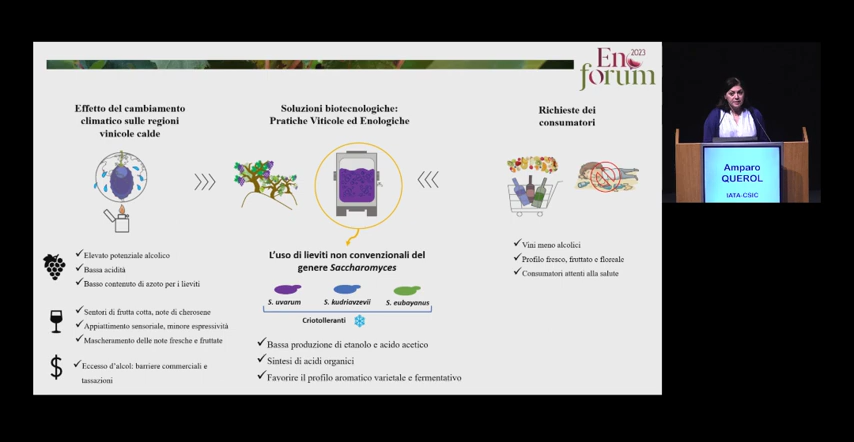 En
2023
forum
Effetto del cambiamento
climatico sulle regioni
vinicole calde
Soluzioni biotecnologiche:
Pratiche Viticole ed Enologiche
Richieste dei
consumatori
Elevato potenziale alcolico
Bassa acidità
Basso contenuto di azoto per i lieviti
Sentori di frutta cotta, note di cherosene
Appiattimento sensoriale, minore espressività
Mascheramento delle note fresche e fruttate
$
Eccesso d'alcol: barriere commerciali e
tassazioni
L'uso di lieviti non convenzionali del
genere Saccharomyces
S. uvarum
S. kudriavzevii
S. eubayanus
Criotolleranti
Bassa produzione di etanolo e acido acetico
Sintesi di acidi organici
Favorire il profilo aromatico varietale e fermentativo
Vini meno alcolici
Profilo fresco, fruttato e floreale
Consumatori attenti alla salute
Amparo
QUEROL
IATA-CSIC